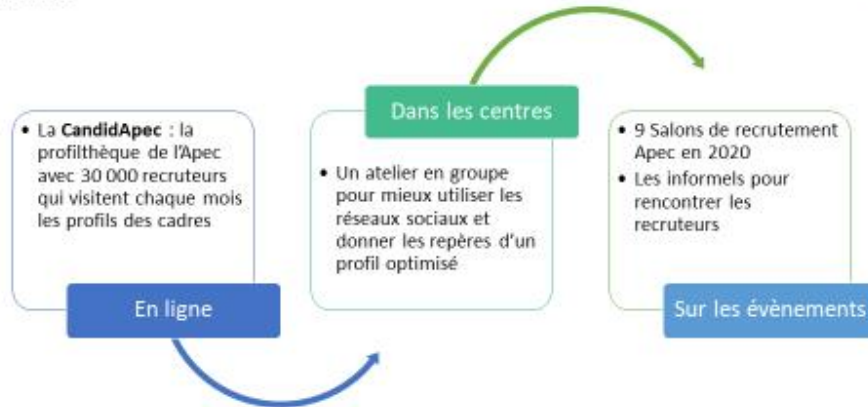 • La CandidApec : la
profilthèque de l'Apec
avec 30 000 recruteurs
qui visitent chaque mois
les profils des cadres
En ligne
Dans les centres
• Un atelier en groupe
pour mieux utiliser les
réseaux sociaux et
donner les repères d'un
profil optimisé
• 9 Salons de recrutement
Apec en 2020
• Les informels pour
rencontrer les
recruteurs
Sur les évènements